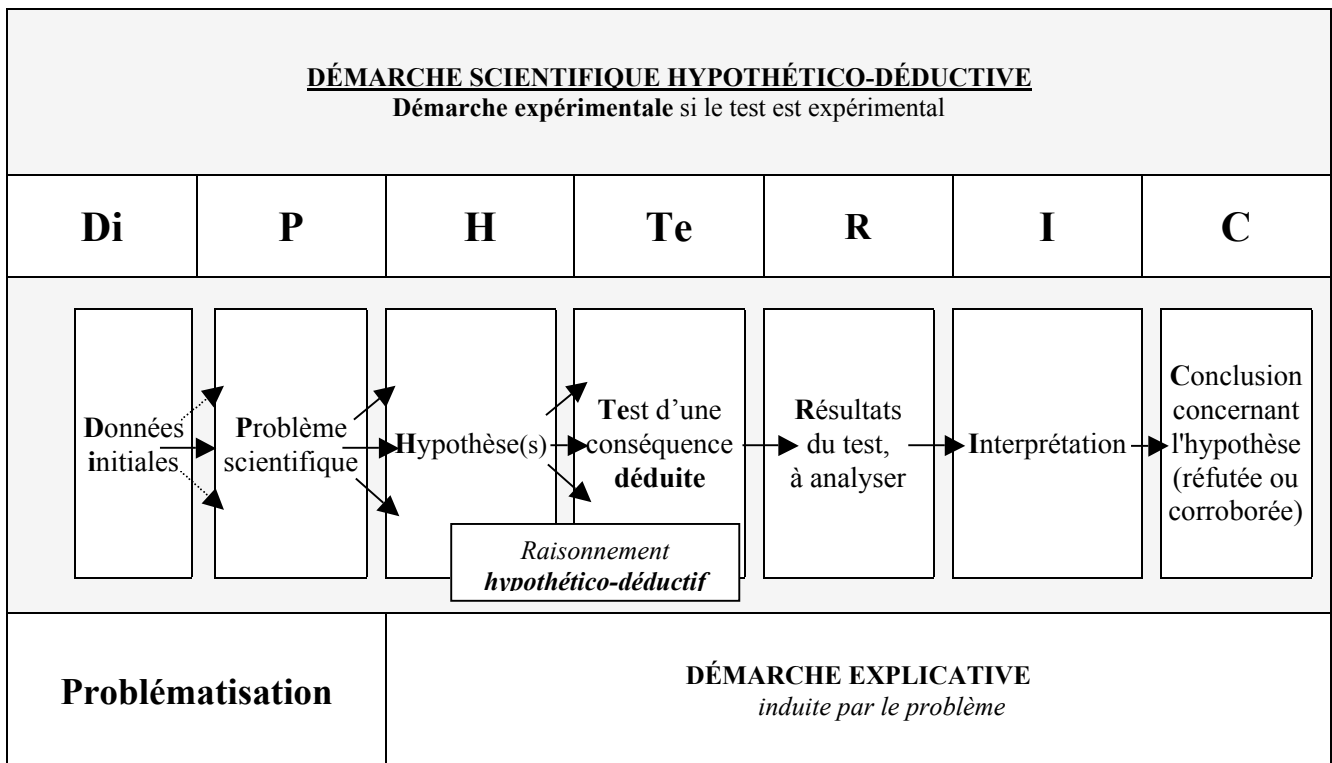 DÉMARCHE SCIENTIFIQUE HYPOTHÉTICO-DÉDUCTIVE
Démarche expérimentale si le test est expérimental
Di
P
H
Te
R
I
C
Données
initiales
Problème
scientifique
Hypothèse(s)
Test d’une
conséquence
déduite
Résultats
du test,
à analyser
Interprétation
Conclusion
concernant
l'hypothèse
(réfutée ou
corroborée)
Raisonnement
hypothético-déductif
Problématisation
DÉMARCHE EXPLICATIVE
induite par le problème